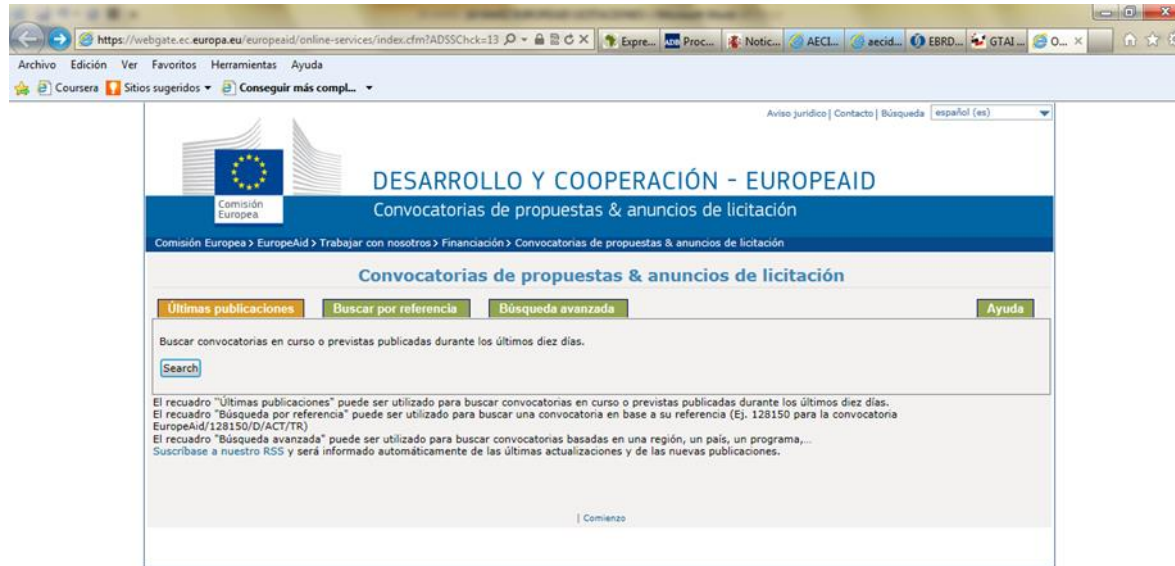 https://webgate.ec.europa.eu/europeaid/online-services/index.cfm?ADSSChck=13
Expre... Proc... Notic... AECI... aecid... EBRD... GTAI ... O...
Archivo Edición Ver Favoritos Herramientas Ayuda
Coursera Sitios sugeridos Conseguir más compl...
Aviso jurídico | Contacto | Búsqueda español (es)
DESARROLLO Y COOPERACIÓN - EUROPEAID
Comisión
Europea
Convocatorias de propuestas & anuncios de licitación
Comisión Europea > EuropeAid > Trabajar con nosotros > Financiación > Convocatorias de propuestas & anuncios de licitación
Convocatorias de propuestas & anuncios de licitación
Últimas publicaciones Buscar por referencia Búsqueda avanzada Ayuda
Buscar convocatorias en curso o previstas publicadas durante los últimos diez días.
Search
El recuadro "Últimas publicaciones" puede ser utilizado para buscar convocatorias en curso o previstas publicadas durante los últimos diez días.
El recuadro "Búsqueda por referencia" puede ser utilizado para buscar una convocatoria en base a su referencia (Ej. 128150 para la convocatoria
EuropeAid/128150/D/ACT/TR)
El recuadro "Búsqueda avanzada" puede ser utilizado para buscar convocatorias basadas en una región, un país, un programa,...
Suscríbase a nuestro RSS y será informado automáticamente de las últimas actualizaciones y de las nuevas publicaciones.
| Comienzo